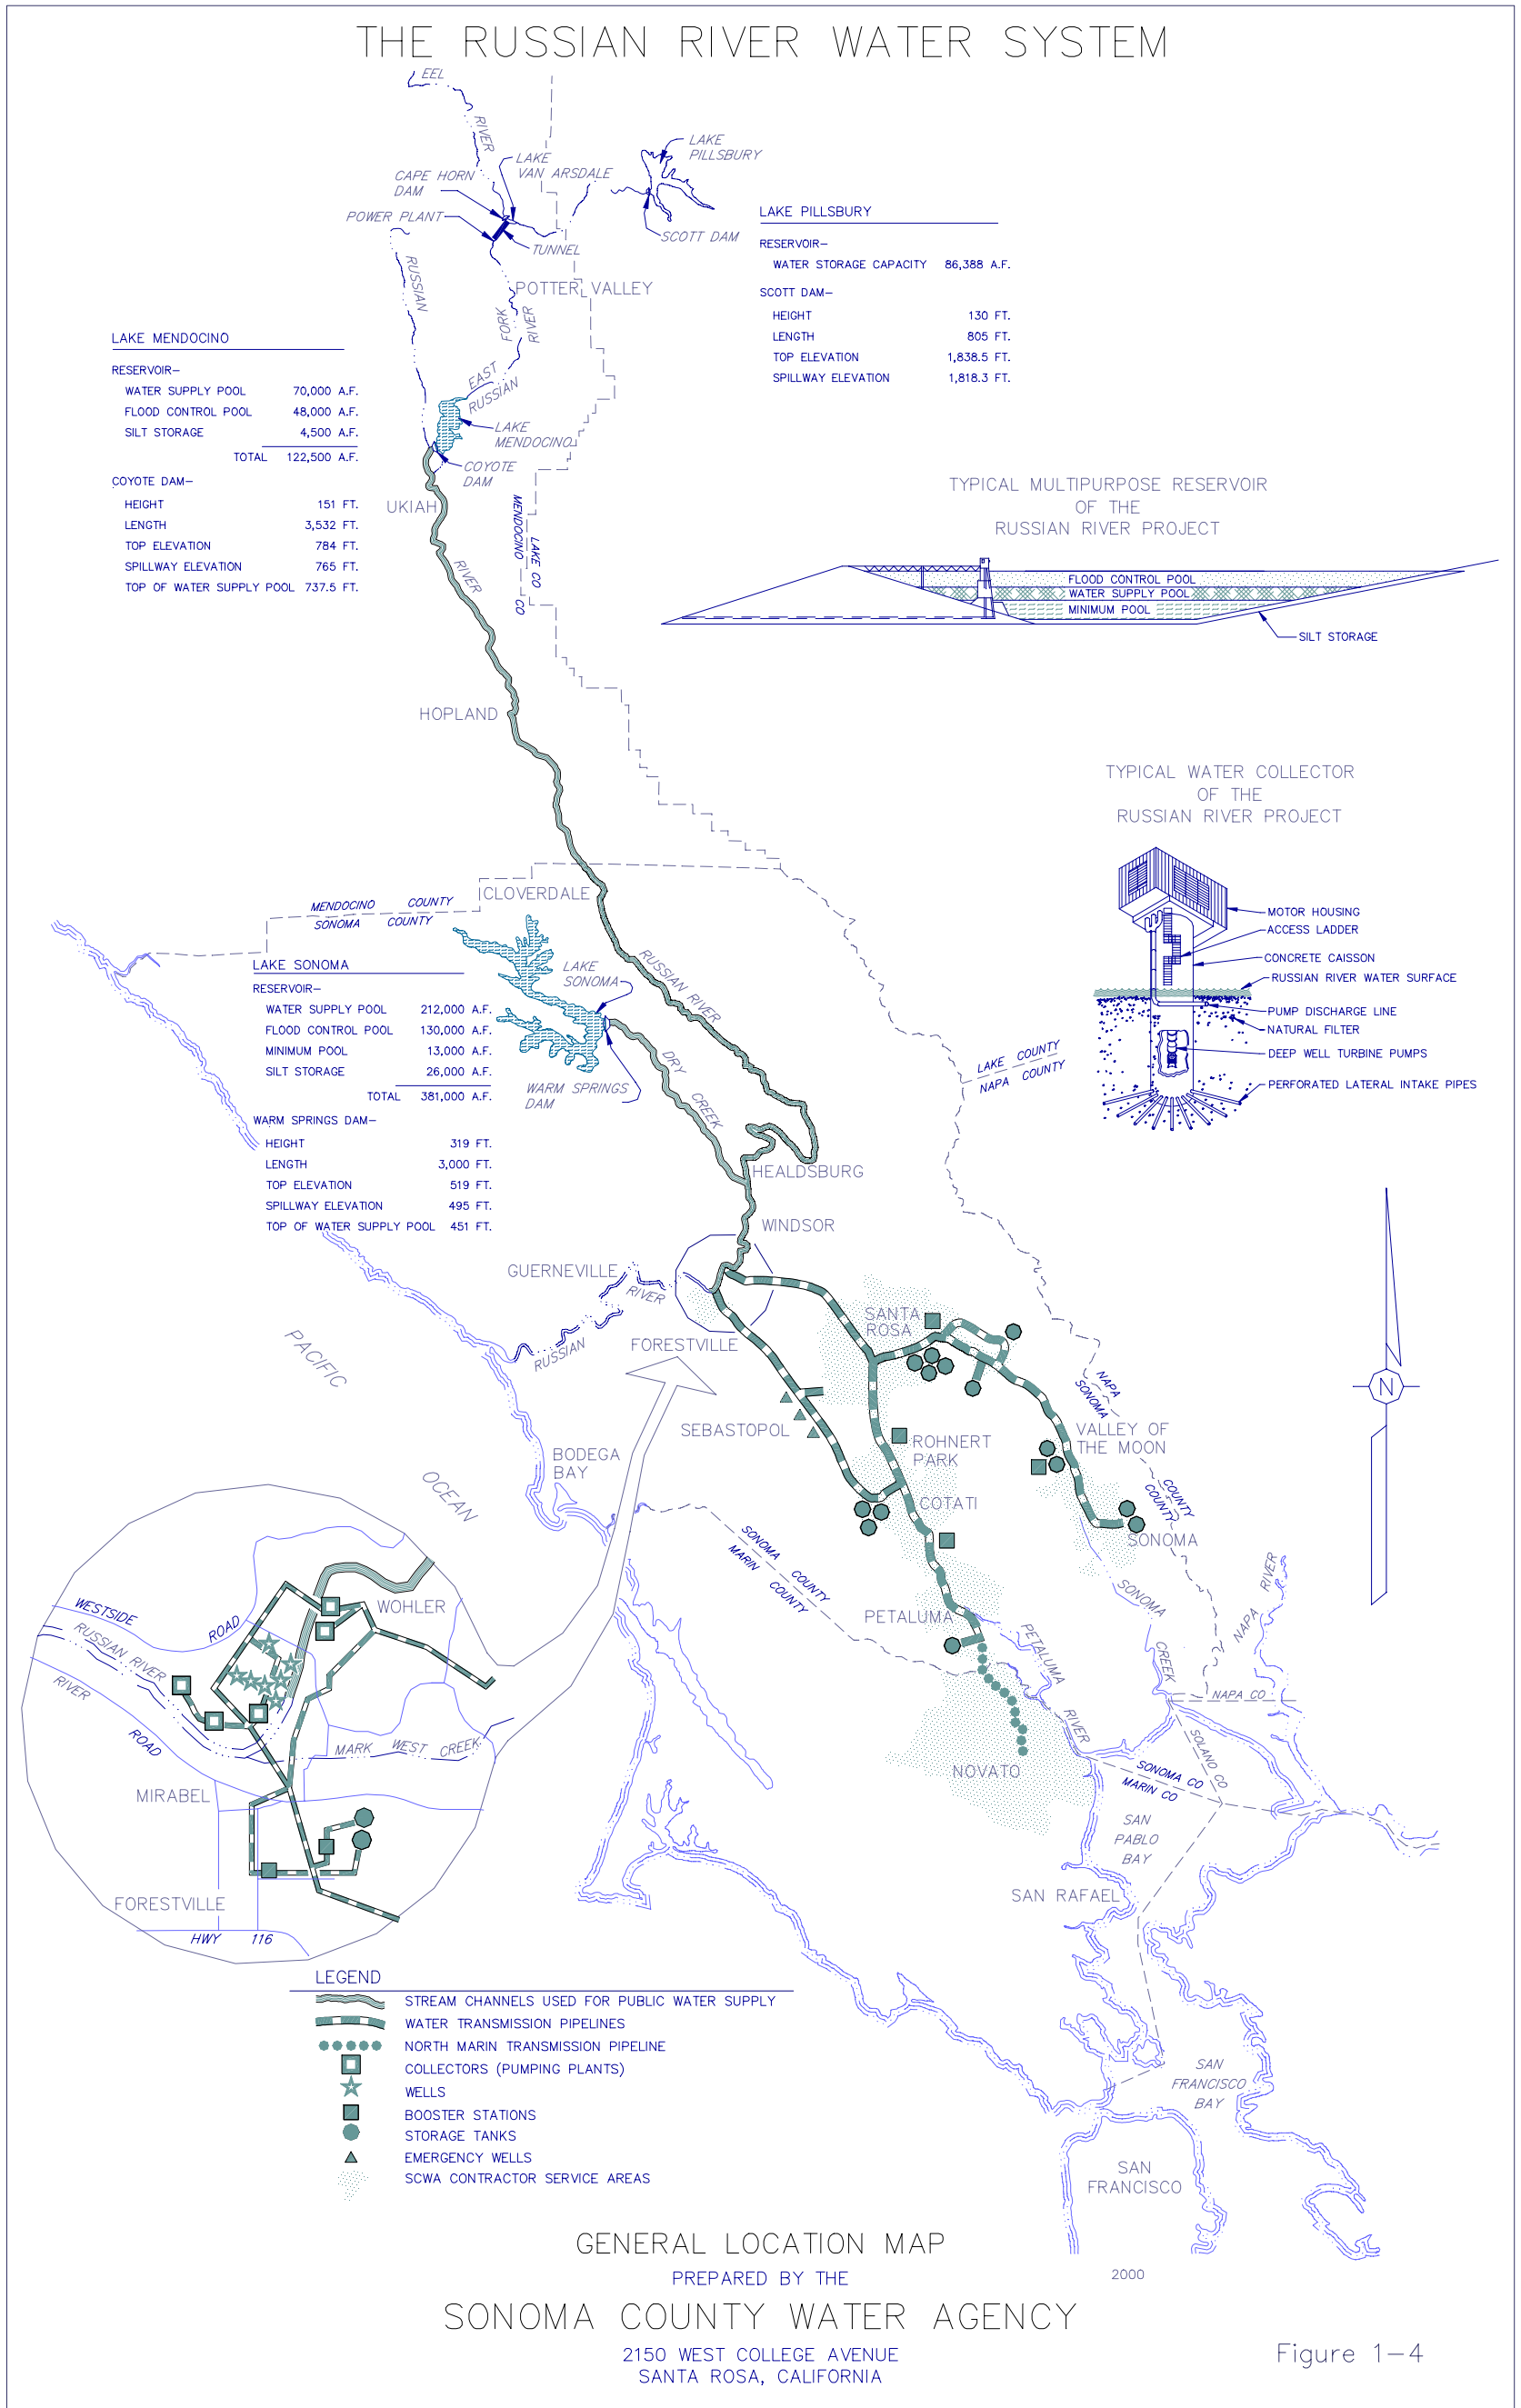 THE RUSSIAN RIVER WATER SYSTEM
EEL
RIVER
LAKE
PILLSBURY
LAKE
VAN ARSDALE
CAPE HORN
DAM
POWER PLANT
TUNNEL
SCOTT DAM
RUSSIAN
POTTER VALLEY
FORK
RIVER
EAST
RUSSIAN
LAKE
MENDOCINO
COYOTE
DAM
UKIAH
MENDOCINO CO
LAKE CO
RIVER
HOPLAND
LAKE PILLSBURY
RESERVOIR–
WATER STORAGE CAPACITY 86,388 A.F.
SCOTT DAM–
HEIGHT 130 FT.
LENGTH 805 FT.
TOP ELEVATION 1,838.5 FT.
SPILLWAY ELEVATION 1,818.3 FT.
LAKE MENDOCINO
RESERVOIR–
WATER SUPPLY POOL 70,000 A.F.
FLOOD CONTROL POOL 48,000 A.F.
SILT STORAGE 4,500 A.F.
TOTAL 122,500 A.F.
COYOTE DAM–
HEIGHT 151 FT.
LENGTH 3,532 FT.
TOP ELEVATION 784 FT.
SPILLWAY ELEVATION 765 FT.
TOP OF WATER SUPPLY POOL 737.5 FT.
TYPICAL MULTIPURPOSE RESERVOIR
OF THE
RUSSIAN RIVER PROJECT
FLOOD CONTROL POOL
WATER SUPPLY POOL
MINIMUM POOL
SILT STORAGE
TYPICAL WATER COLLECTOR
OF THE
RUSSIAN RIVER PROJECT
MOTOR HOUSING
ACCESS LADDER
CONCRETE CAISSON
RUSSIAN RIVER WATER SURFACE
PUMP DISCHARGE LINE
NATURAL FILTER
DEEP WELL TURBINE PUMPS
PERFORATED LATERAL INTAKE PIPES
CLOVERDALE
MENDOCINO COUNTY
SONOMA COUNTY
LAKE SONOMA
RESERVOIR–
WATER SUPPLY POOL 212,000 A.F.
FLOOD CONTROL POOL 130,000 A.F.
MINIMUM POOL 13,000 A.F.
SILT STORAGE 26,000 A.F.
TOTAL 381,000 A.F.
WARM SPRINGS DAM–
HEIGHT 319 FT.
LENGTH 3,000 FT.
TOP ELEVATION 519 FT.
SPILLWAY ELEVATION 495 FT.
TOP OF WATER SUPPLY POOL 451 FT.
LAKE
SONOMA
RUSSIAN RIVER
DRY
CREEK
WARM SPRINGS
DAM
LAKE COUNTY
NAPA COUNTY
HEALDSBURG
WINDSOR
GUERNEVILLE
RIVER
RUSSIAN
FORESTVILLE
SANTA
ROSA
PACIFIC
OCEAN
SEBASTOPOL
BODEGA
BAY
ROHNERT
PARK
COTATI
VALLEY OF
THE MOON
NAPA
SONOMA
COUNTY
COUNTY
SONOMA
N
SONOMA COUNTY
MARIN COUNTY
PETALUMA
PETALUMA
RIVER
SONOMA
CREEK
NAPA RIVER
NAPA CO
SOLANO CO
SONOMA CO
MARIN CO
NOVATO
SAN
PABLO
BAY
SAN RAFAEL
SAN
FRANCISCO
BAY
SAN
FRANCISCO
WESTSIDE
ROAD
WOHLER
RUSSIAN RIVER
RIVER
ROAD
MARK WEST CREEK
MIRABEL
FORESTVILLE
HWY 116
LEGEND
STREAM CHANNELS USED FOR PUBLIC WATER SUPPLY
WATER TRANSMISSION PIPELINES
NORTH MARIN TRANSMISSION PIPELINE
COLLECTORS (PUMPING PLANTS)
WELLS
BOOSTER STATIONS
STORAGE TANKS
EMERGENCY WELLS
SCWA CONTRACTOR SERVICE AREAS
GENERAL LOCATION MAP
PREPARED BY THE
2000
SONOMA COUNTY WATER AGENCY
2150 WEST COLLEGE AVENUE
SANTA ROSA, CALIFORNIA
Figure 1–4